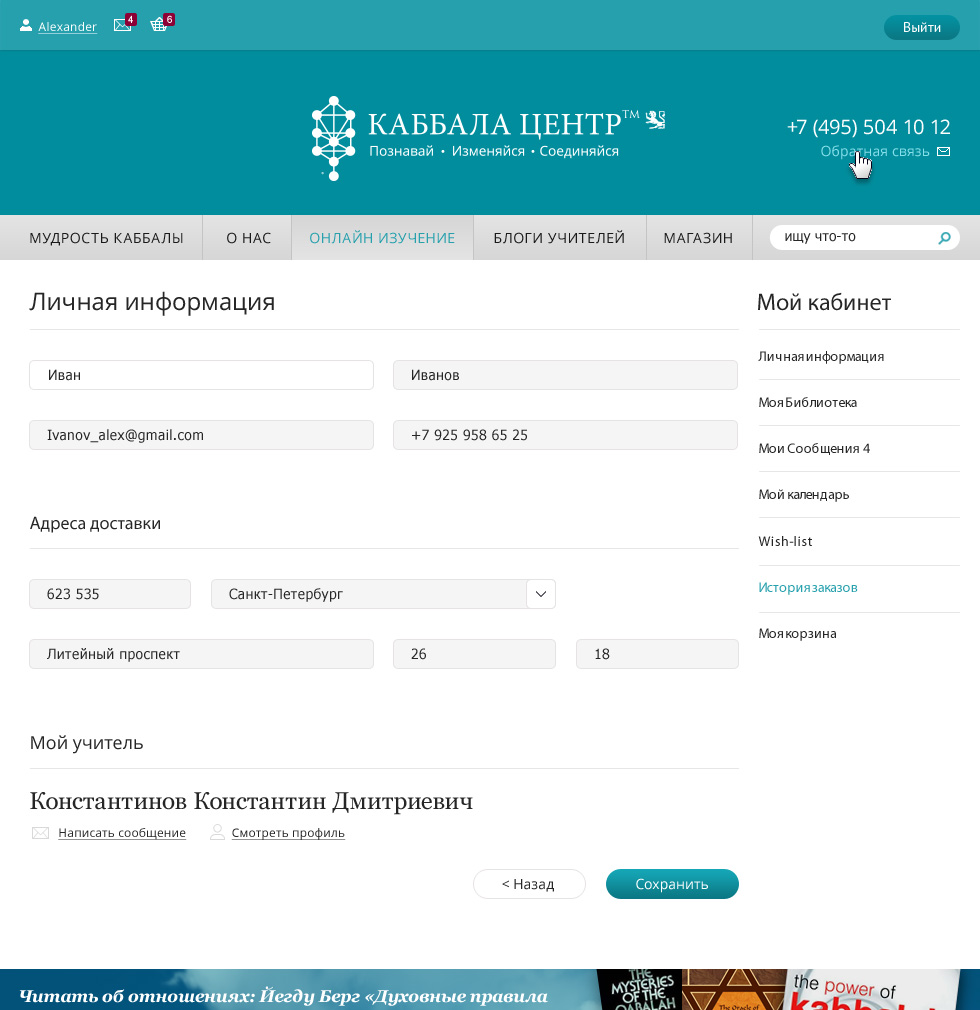 Alexander
4
6
Выйти
КАББАЛА ЦЕНТР™
Познавай • Изменяйся • Соединяйся
+7 (495) 504 10 12
Обратная связь
МУДРОСТЬ КАББАЛЫ
О НАС
ОНЛАЙН ИЗУЧЕНИЕ
БЛОГИ УЧИТЕЛЕЙ
МАГАЗИН
ищу что-то
Личная информация
Иван
Иванов
Ivanov_alex@gmail.com
+7 925 958 65 25
Адреса доставки
623 535
Санкт-Петербург
Литейный проспект
26
18
Мой учитель
Константинов Константин Дмитриевич
Написать сообщение
Смотреть профиль
< Назад
Сохранить
Мой кабинет
Личная информация
Моя Библиотека
Мои Сообщения 4
Мой календарь
Wish-list
История заказов
Моя корзина
Читать об отношениях: Йегду Берг «Духовные правила
THE
MYSTERIES
OF THE
QABALAH
The Oracle of
the power of